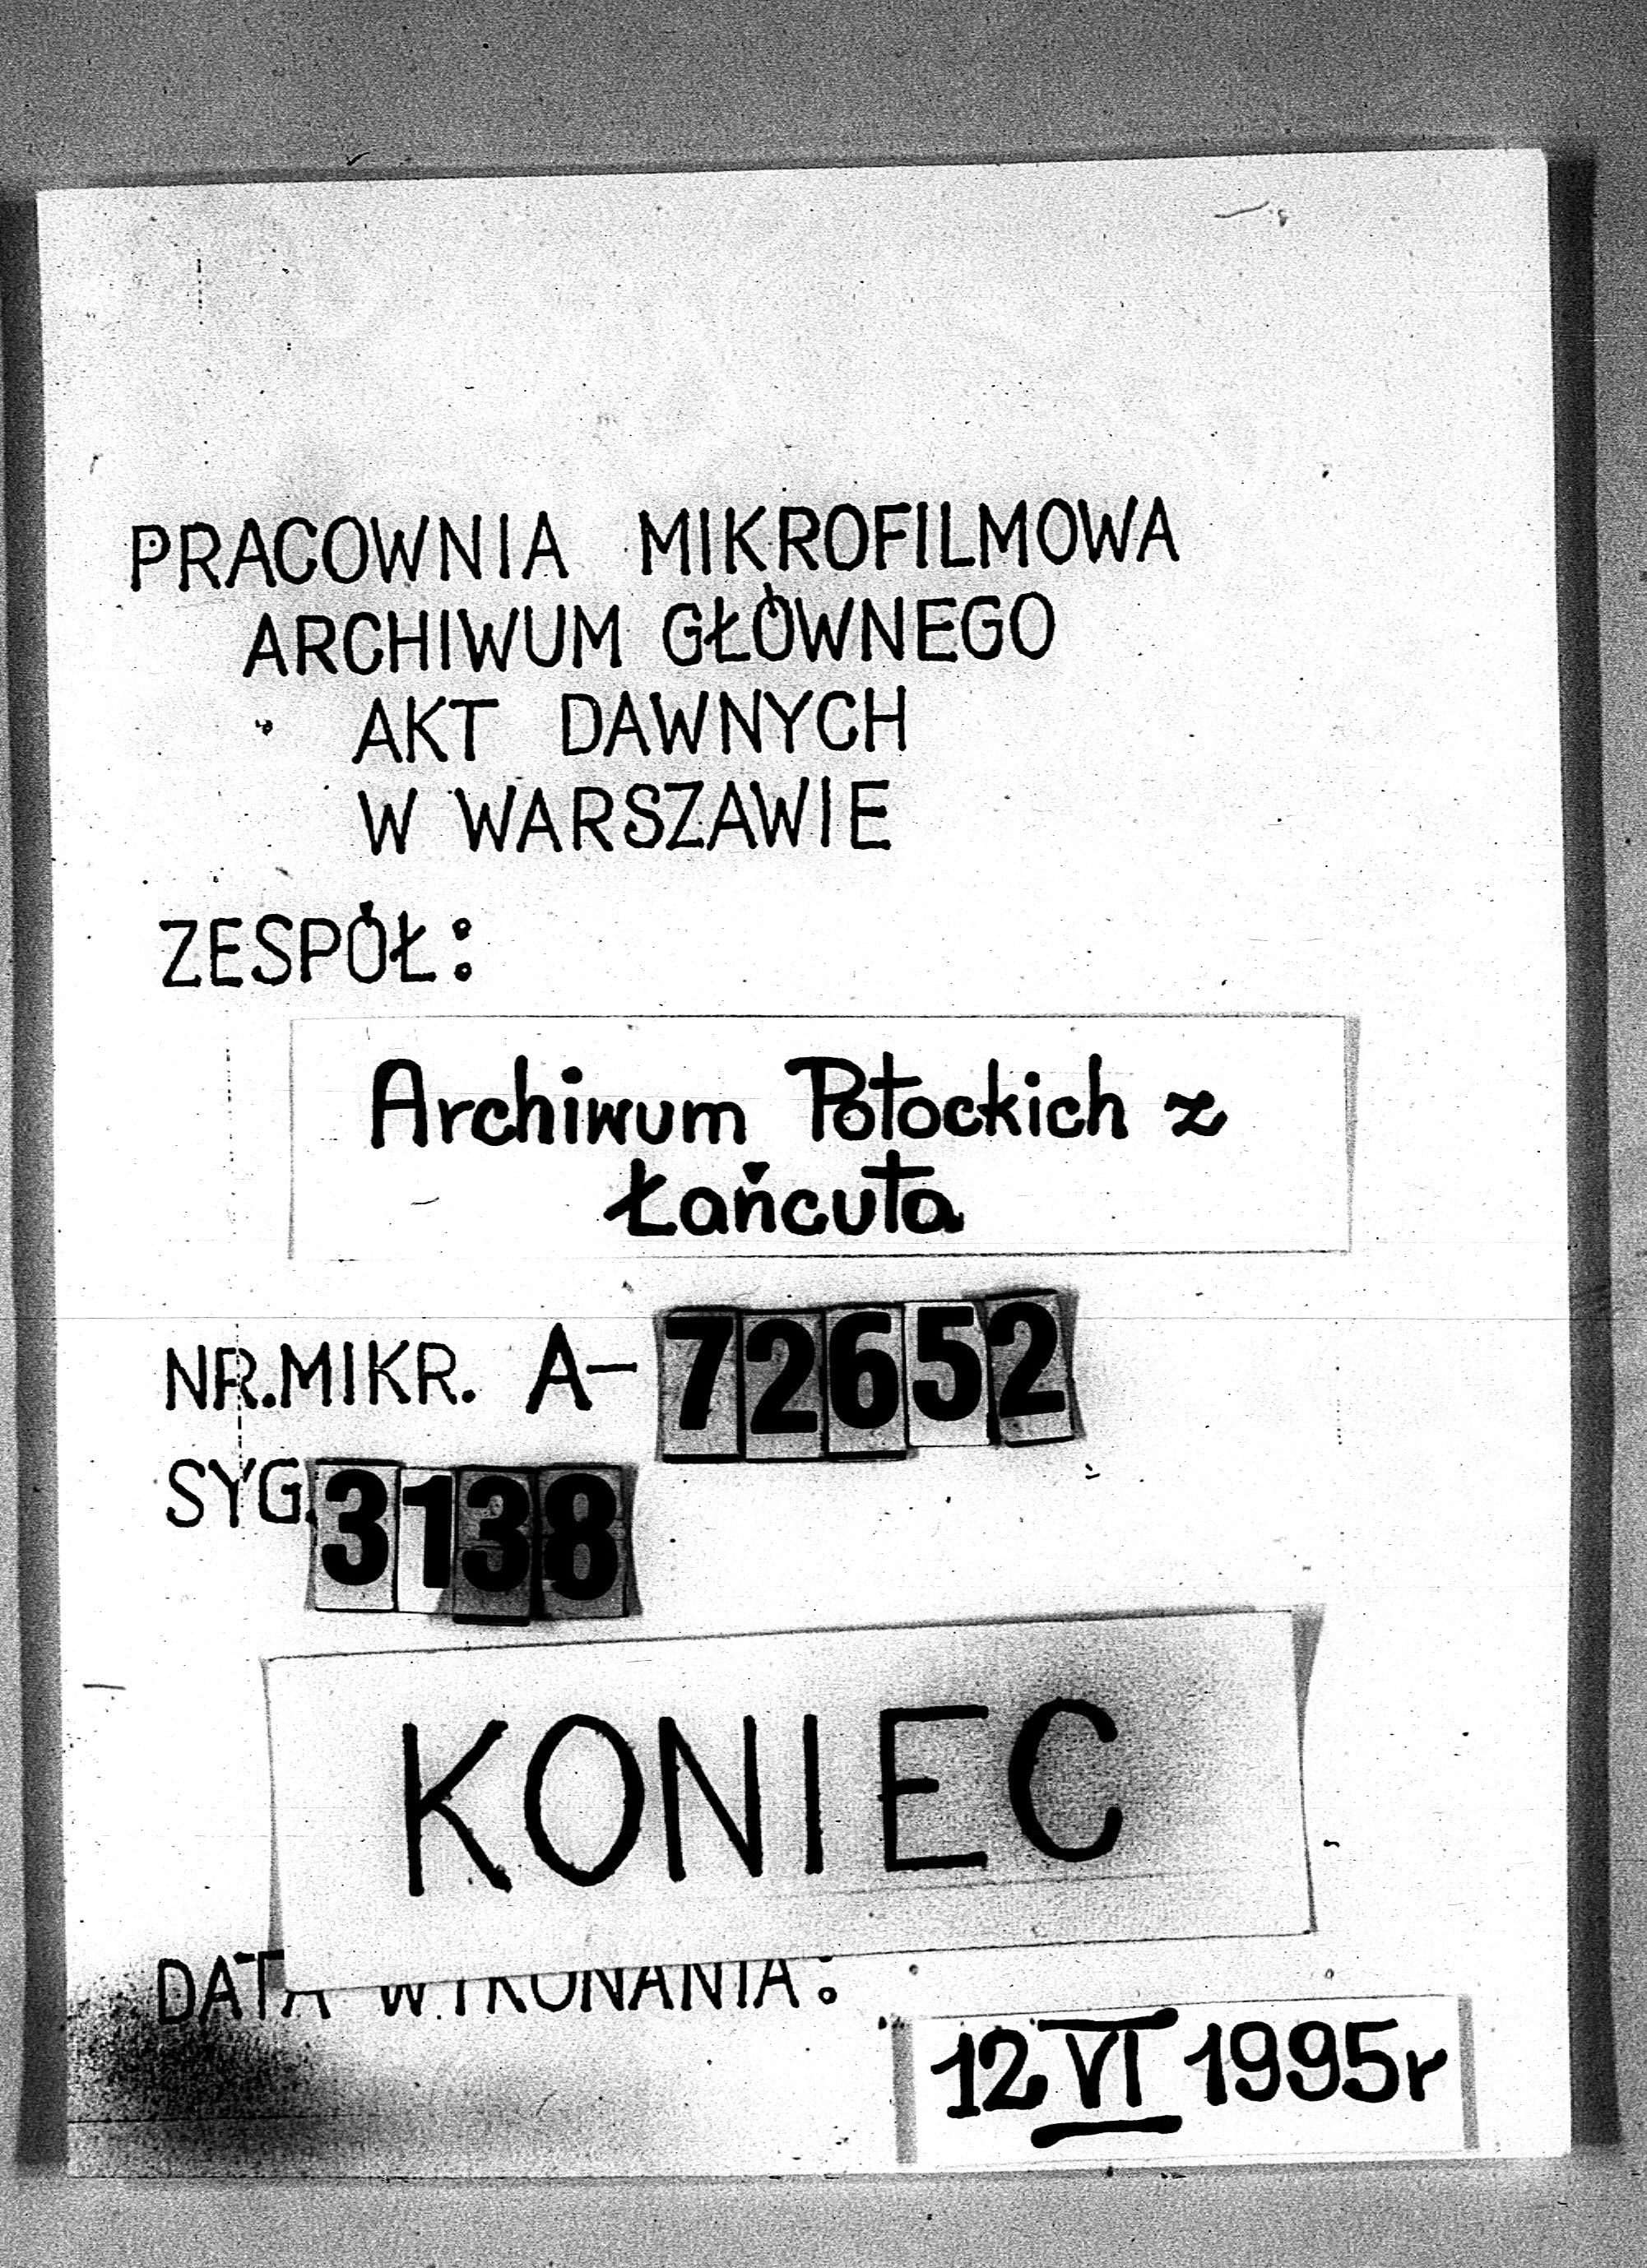 PRACOWNIA MIKROFILMOWA
ARCHIWUM GŁÓWNEGO
AKT DAWNYCH
W WARSZAWIE
ZESPÓŁ:
Archiwum Potockich z
Łańcuta
NR.MIKR. A-72652
SYG. 3138
KONIEC
DATA WYKONANIA:
12 VI 1995r